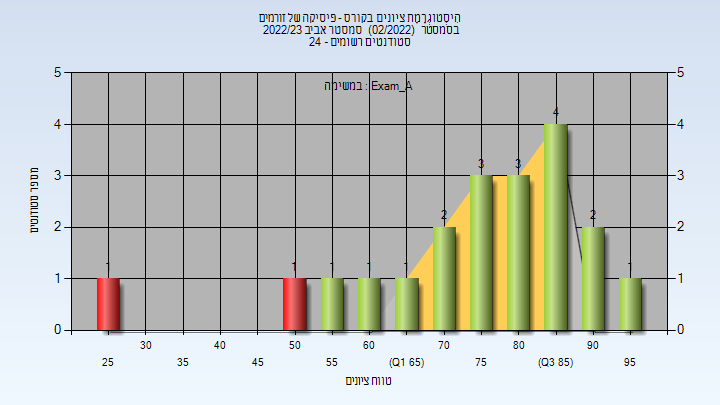 היסטוגרמת ציונים בקורס - פיסיקה של זורמים
בסמסטר (02/2022) סמסטר אביב 2022/23
סטודנטים רשומים - 24
במשימה : Exam_A
מספר סטודנטים
5 5
4 4
3 3
2 2
1 1
0 0
1 1 1 1 1 2 3 3 4 2 1
30 40 50 60 70 80 90
25 35 45 55 (Q1 65) 75 (Q3 85) 95
טווח ציונים